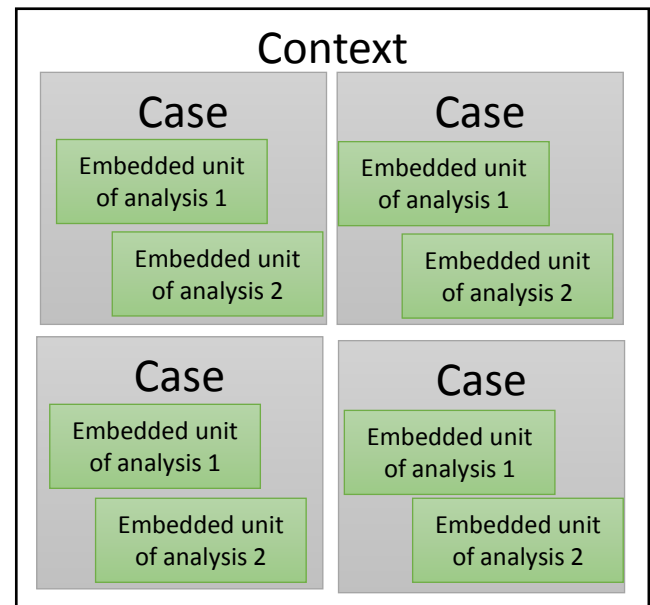 Context
Case
Embedded unit
of analysis 1
Embedded unit
of analysis 2
Case
Embedded unit
of analysis 1
Embedded unit
of analysis 2
Case
Embedded unit
of analysis 1
Embedded unit
of analysis 2
Case
Embedded unit
of analysis 1
Embedded unit
of analysis 2